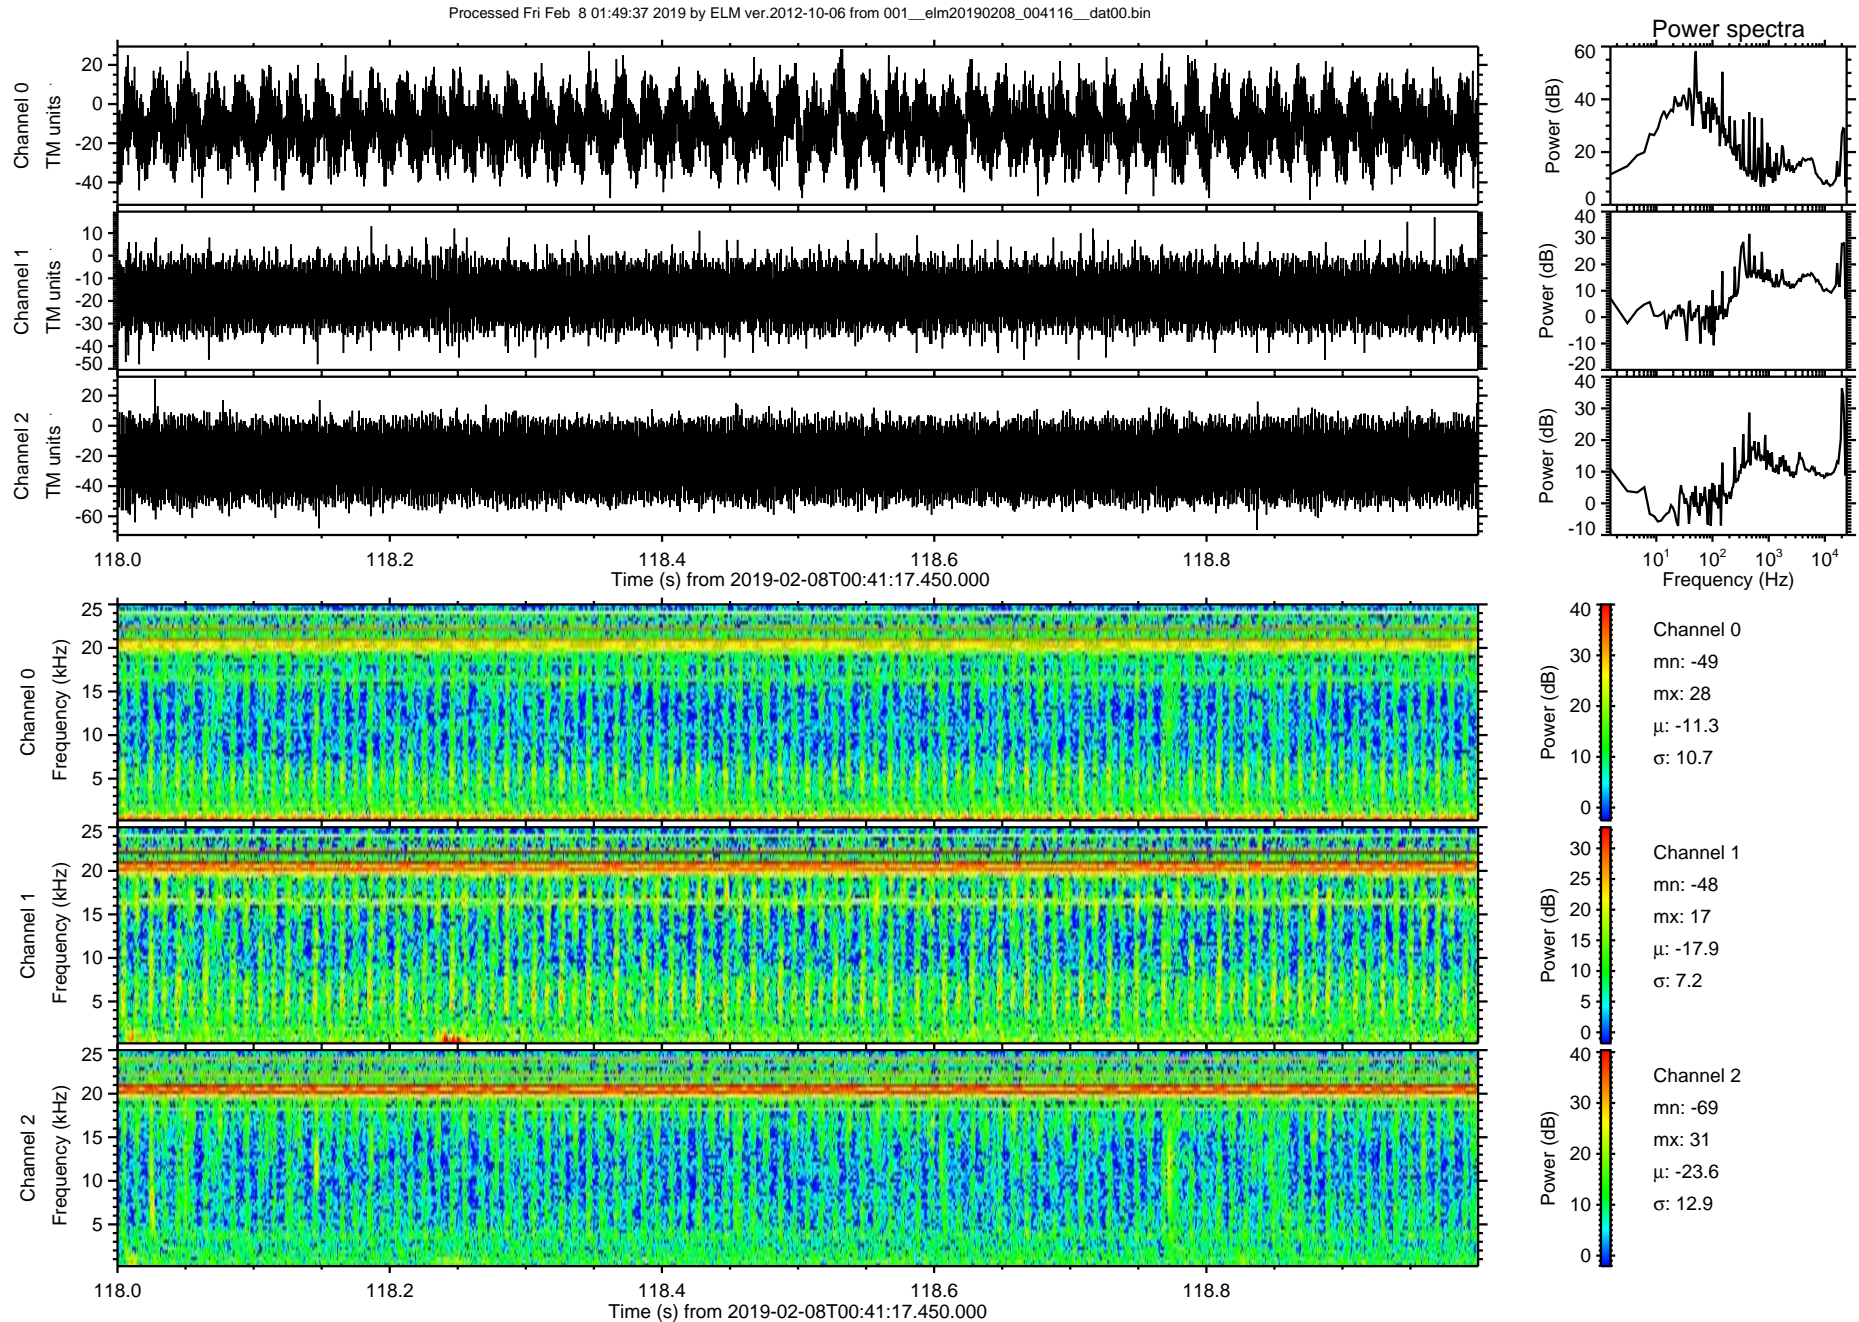 Processed Fri Feb  8 01:49:37 2019 by ELM ver.2012-10-06 from 001__elm20190208_004116__dat00.bin
Power spectra
Channel 0
TM units
20
0
-20
-40
Power (dB)
60
40
20
0
Channel 1
TM units
10
0
-10
-20
-30
-40
-50
Power (dB)
40
30
20
10
0
-10
-20
Channel 2
TM units
20
0
-20
-40
-60
Power (dB)
40
30
20
10
0
-10
118.0 118.2 118.4 118.6 118.8
Time (s) from 2019-02-08T00:41:17.450.000
10^1 10^2 10^3 10^4
Frequency (Hz)
Channel 0
Frequency (kHz)
25
20
15
10
5
Power (dB)
40
30
20
10
0
Channel 0
mn: -49
mx: 28
μ: -11.3
σ: 10.7
Channel 1
Frequency (kHz)
25
20
15
10
5
Power (dB)
30
25
20
15
10
5
0
Channel 1
mn: -48
mx: 17
μ: -17.9
σ: 7.2
Channel 2
Frequency (kHz)
25
20
15
10
5
Power (dB)
40
30
20
10
0
Channel 2
mn: -69
mx: 31
μ: -23.6
σ: 12.9
118.0 118.2 118.4 118.6 118.8
Time (s) from 2019-02-08T00:41:17.450.000